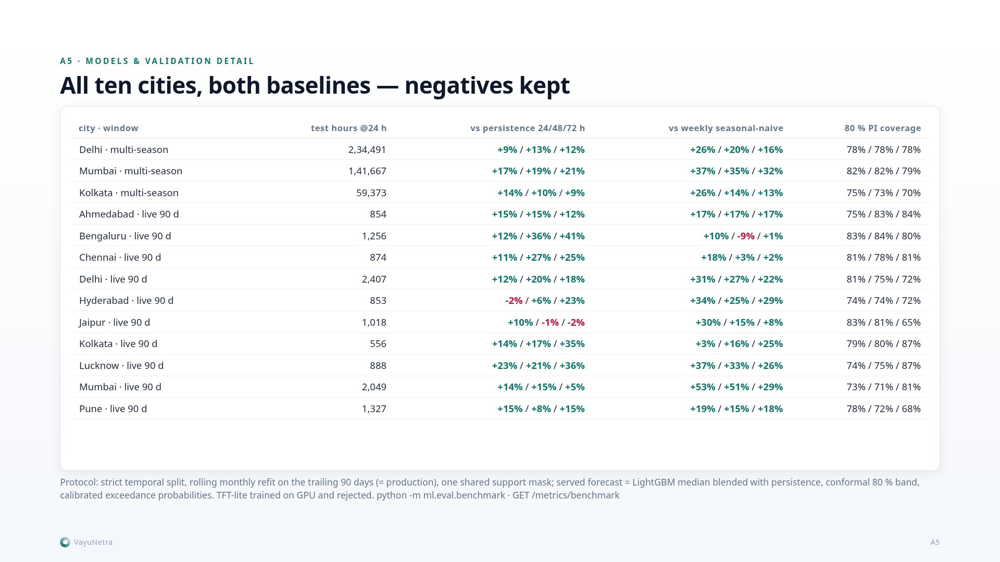 A5 · MODELS & VALIDATION DETAIL
All ten cities, both baselines — negatives kept
city · window test hours @24 h vs persistence 24/48/72 h vs weekly seasonal-naive 80 % PI coverage
Delhi · multi-season 2,34,491 +9% / +13% / +12% +26% / +20% / +16% 78% / 78% / 78%
Mumbai · multi-season 1,41,667 +17% / +19% / +21% +37% / +35% / +32% 82% / 82% / 79%
Kolkata · multi-season 59,373 +14% / +10% / +9% +26% / +14% / +13% 75% / 73% / 70%
Ahmedabad · live 90 d 854 +15% / +15% / +12% +17% / +17% / +17% 75% / 83% / 84%
Bengaluru · live 90 d 1,256 +12% / +36% / +41% +10% / -9% / +1% 83% / 84% / 80%
Chennai · live 90 d 874 +11% / +27% / +25% +18% / +3% / +2% 81% / 78% / 81%
Delhi · live 90 d 2,407 +12% / +20% / +18% +31% / +27% / +22% 81% / 75% / 72%
Hyderabad · live 90 d 853 -2% / +6% / +23% +34% / +25% / +29% 74% / 74% / 72%
Jaipur · live 90 d 1,018 +10% / -1% / -2% +30% / +15% / +8% 83% / 81% / 65%
Kolkata · live 90 d 556 +14% / +17% / +35% +3% / +16% / +25% 79% / 80% / 87%
Lucknow · live 90 d 888 +23% / +21% / +36% +37% / +33% / +26% 74% / 75% / 87%
Mumbai · live 90 d 2,049 +14% / +15% / +5% +53% / +51% / +29% 73% / 71% / 81%
Pune · live 90 d 1,327 +15% / +8% / +15% +19% / +15% / +18% 78% / 72% / 68%
Protocol: strict temporal split, rolling monthly refit on the trailing 90 days (= production), one shared support mask; served forecast = LightGBM median blended with persistence, conformal 80 % band,
calibrated exceedance probabilities. TFT-lite trained on GPU and rejected. python -m ml.eval.benchmark · GET /metrics/benchmark
VayuNetra A5